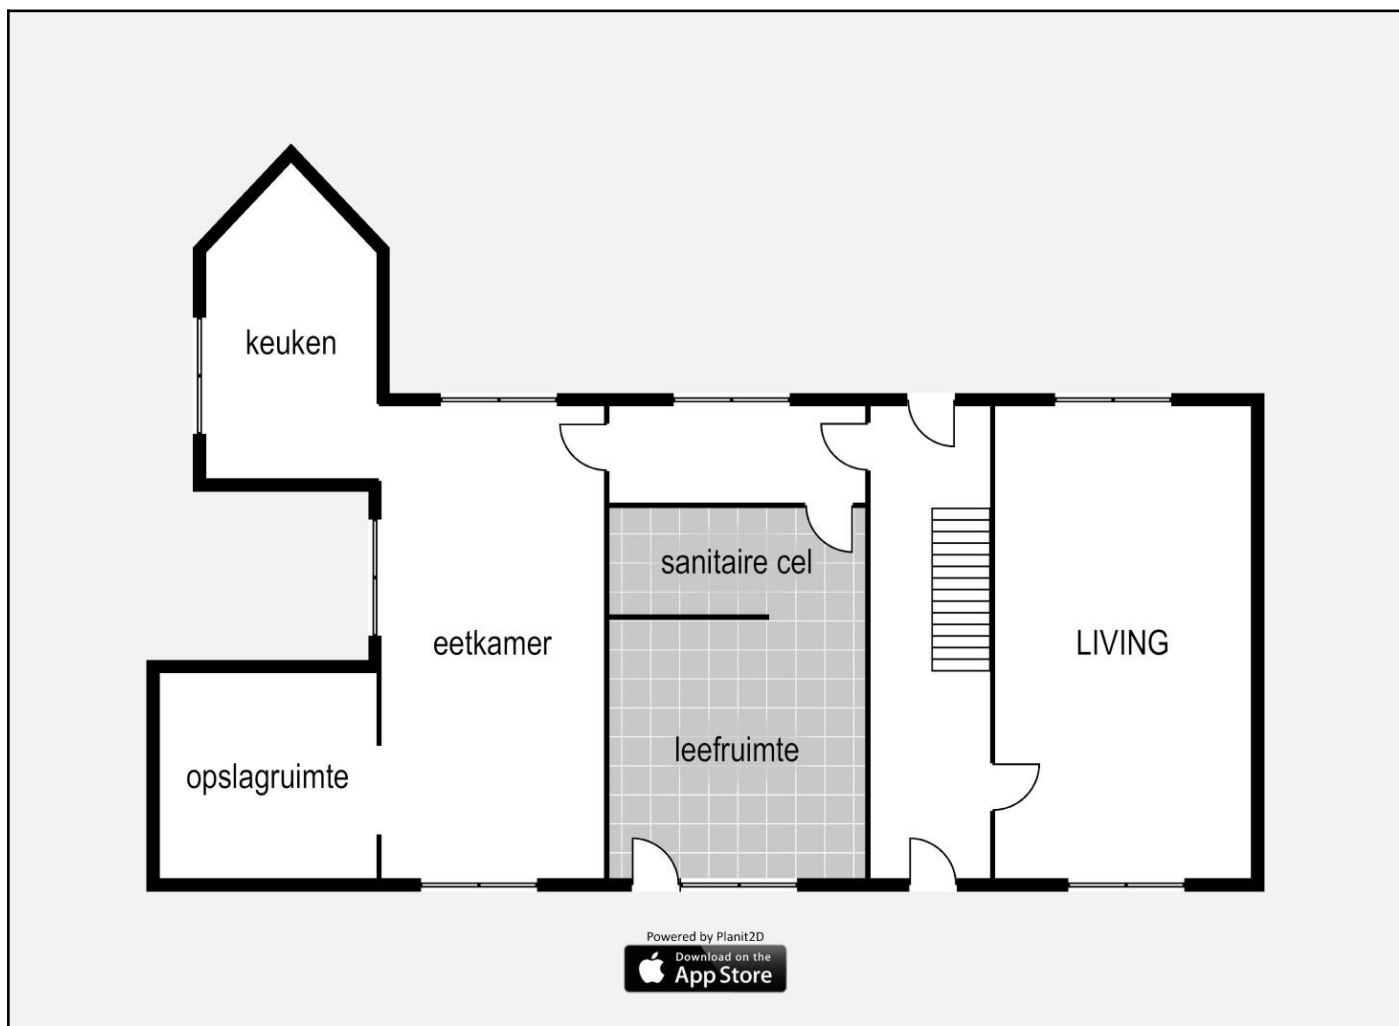 keuken
sanitaire cel
eetkamer
LIVING
leefruimte
opslagruimte
Powered by Planit2D
Download on the
App Store